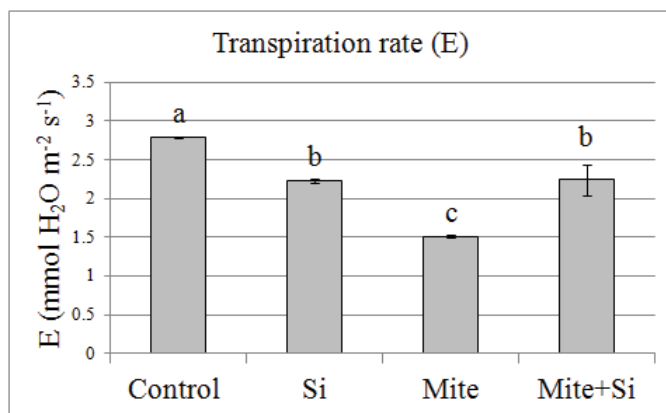 Transpiration rate (E)
E (mmol H₂O m⁻² s⁻¹)
3.5
3
2.5
2
1.5
1
0.5
0
a
b
c
b
Control Si Mite Mite+Si